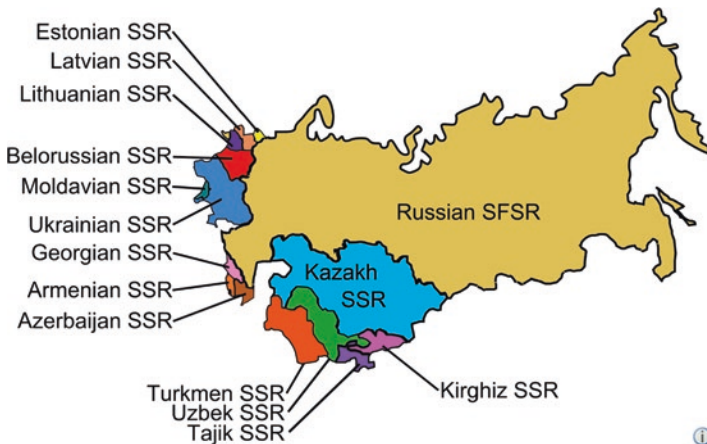 Estonian SSR
Latvian SSR
Lithuanian SSR
Belorussian SSR
Moldavian SSR
Ukrainian SSR
Georgian SSR
Armenian SSR
Azerbaijan SSR
Russian SFSR
Kazakh
SSR
Turkmen SSR
Uzbek SSR
Tajik SSR
Kirghiz SSR
i